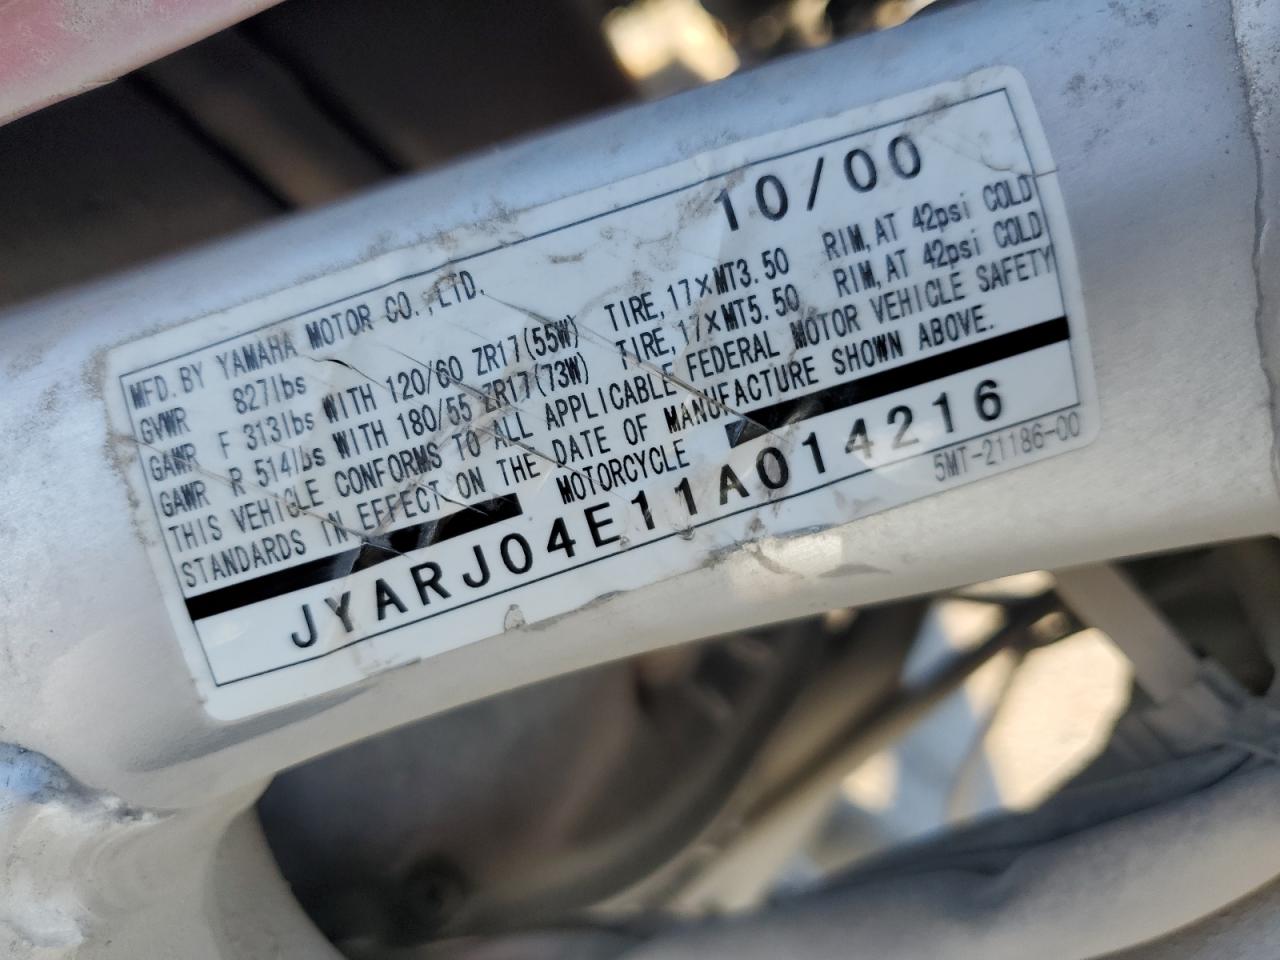 10/00
MFD. BY YAMAHA MOTOR CO., LTD.
GVWR 827lbs
GAWR F 313lbs WITH 120/60 ZR17(55W) TIRE, 17×MT3.50 RIM, AT 42psi COLD
GAWR R 514lbs WITH 180/55 ZR17(73W) TIRE, 17×MT5.50 RIM, AT 42psi COLD
THIS VEHICLE CONFORMS TO ALL APPLICABLE FEDERAL MOTOR VEHICLE SAFETY
STANDARDS IN EFFECT ON THE DATE OF MANUFACTURE SHOWN ABOVE.
MOTORCYCLE
JYARJ04E11A014216
5MT-21186-00